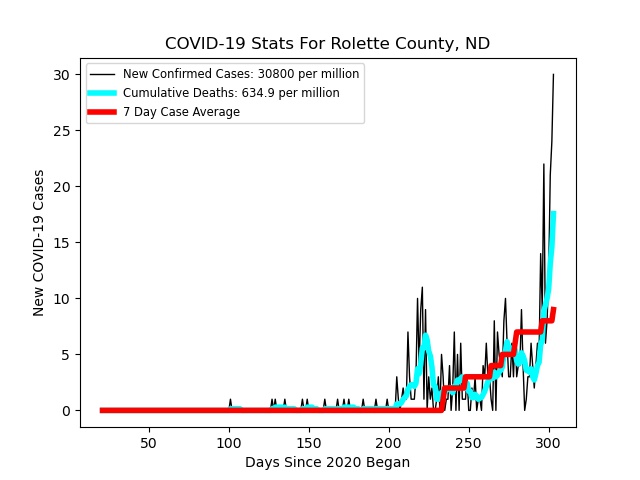 COVID-19 Stats For Rolette County, ND
New Confirmed Cases: 30800 per million
Cumulative Deaths: 634.9 per million
7 Day Case Average
New COVID-19 Cases
30
25
20
15
10
5
0
50 100 150 200 250 300
Days Since 2020 Began